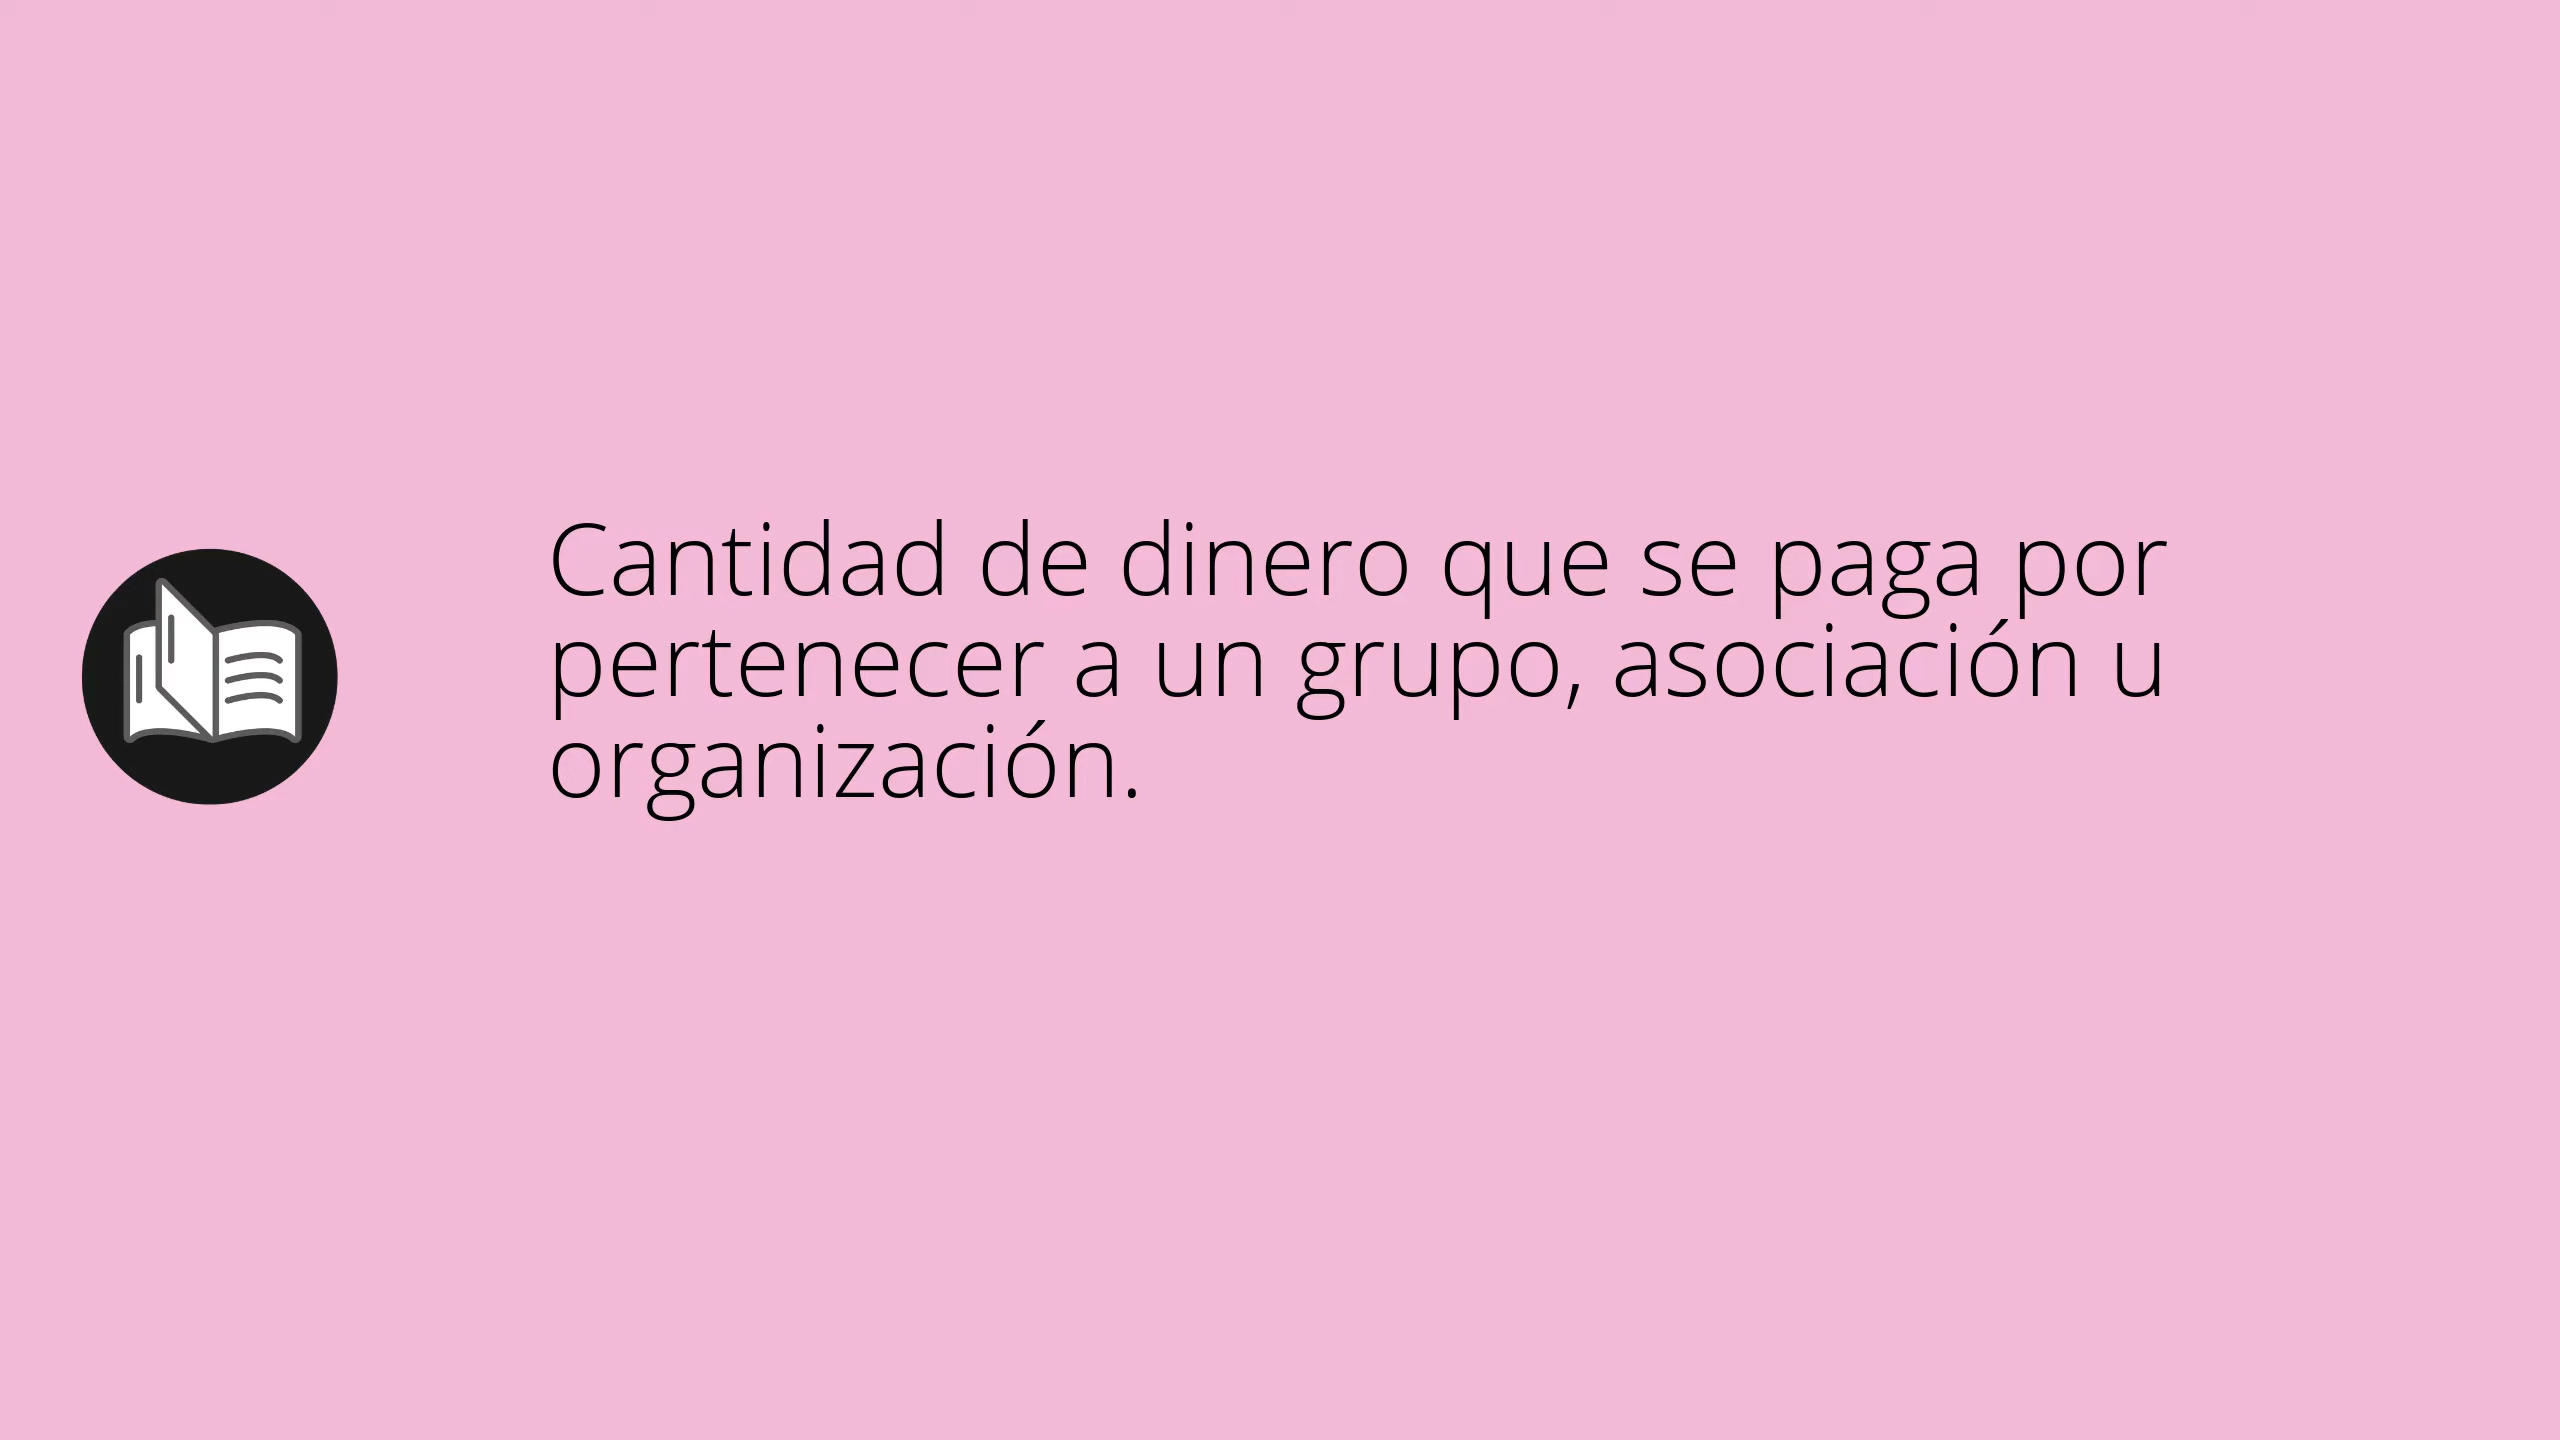 Cantidad de dinero que se paga por
pertenecer a un grupo, asociación u
organización.